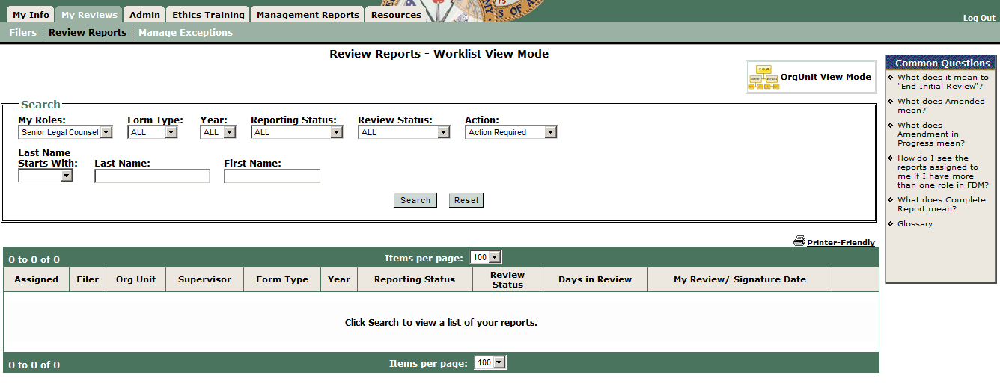 My Info My Reviews Admin Ethics Training Management Reports Resources
Log Out
Filers Review Reports Manage Exceptions
Review Reports - Worklist View Mode
FDM
OrgUnit View Mode
Search
My Roles: Form Type: Year: Reporting Status: Review Status: Action:
Senior Legal Counsel ALL ALL ALL ALL Action Required
Last Name
Starts With: Last Name: First Name:
Search Reset
Common Questions
What does it mean to
"End Initial Review"?
What does Amended
mean?
What does
Amendment in
Progress mean?
How do I see the
reports assigned to
me if I have more
than one role in FDM?
What does Complete
Report mean?
Glossary
Printer-Friendly
0 to 0 of 0 Items per page: 100
Assigned Filer Org Unit Supervisor Form Type Year Reporting Status Review Status Days in Review My Review/ Signature Date
Click Search to view a list of your reports.
0 to 0 of 0 Items per page: 100